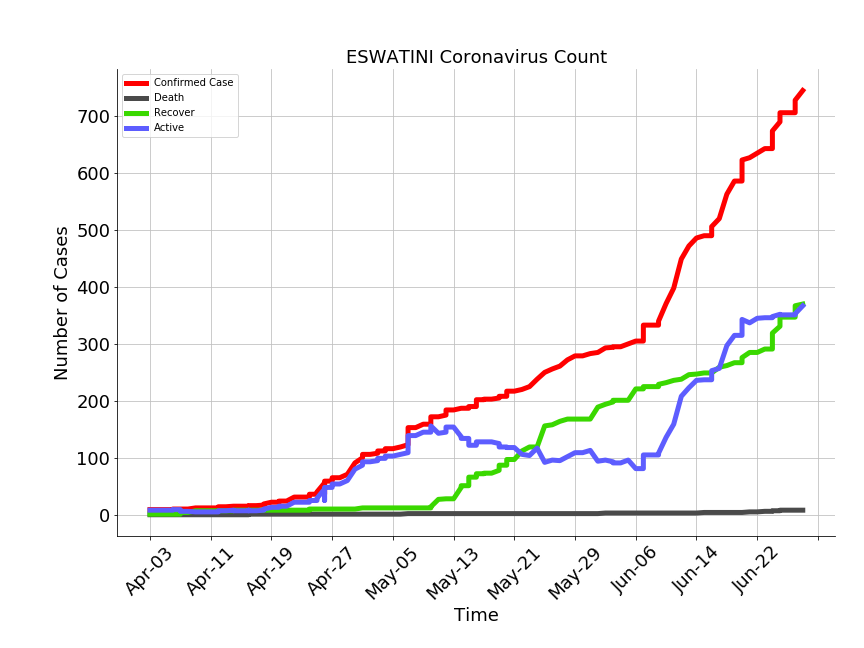 ESWATINI Coronavirus Count
Confirmed Case
Death
Recover
Active
Number of Cases
700
600
500
400
300
200
100
0
Apr-03
Apr-11
Apr-19
Apr-27
May-05
May-13
May-21
May-29
Jun-06
Jun-14
Jun-22
Time